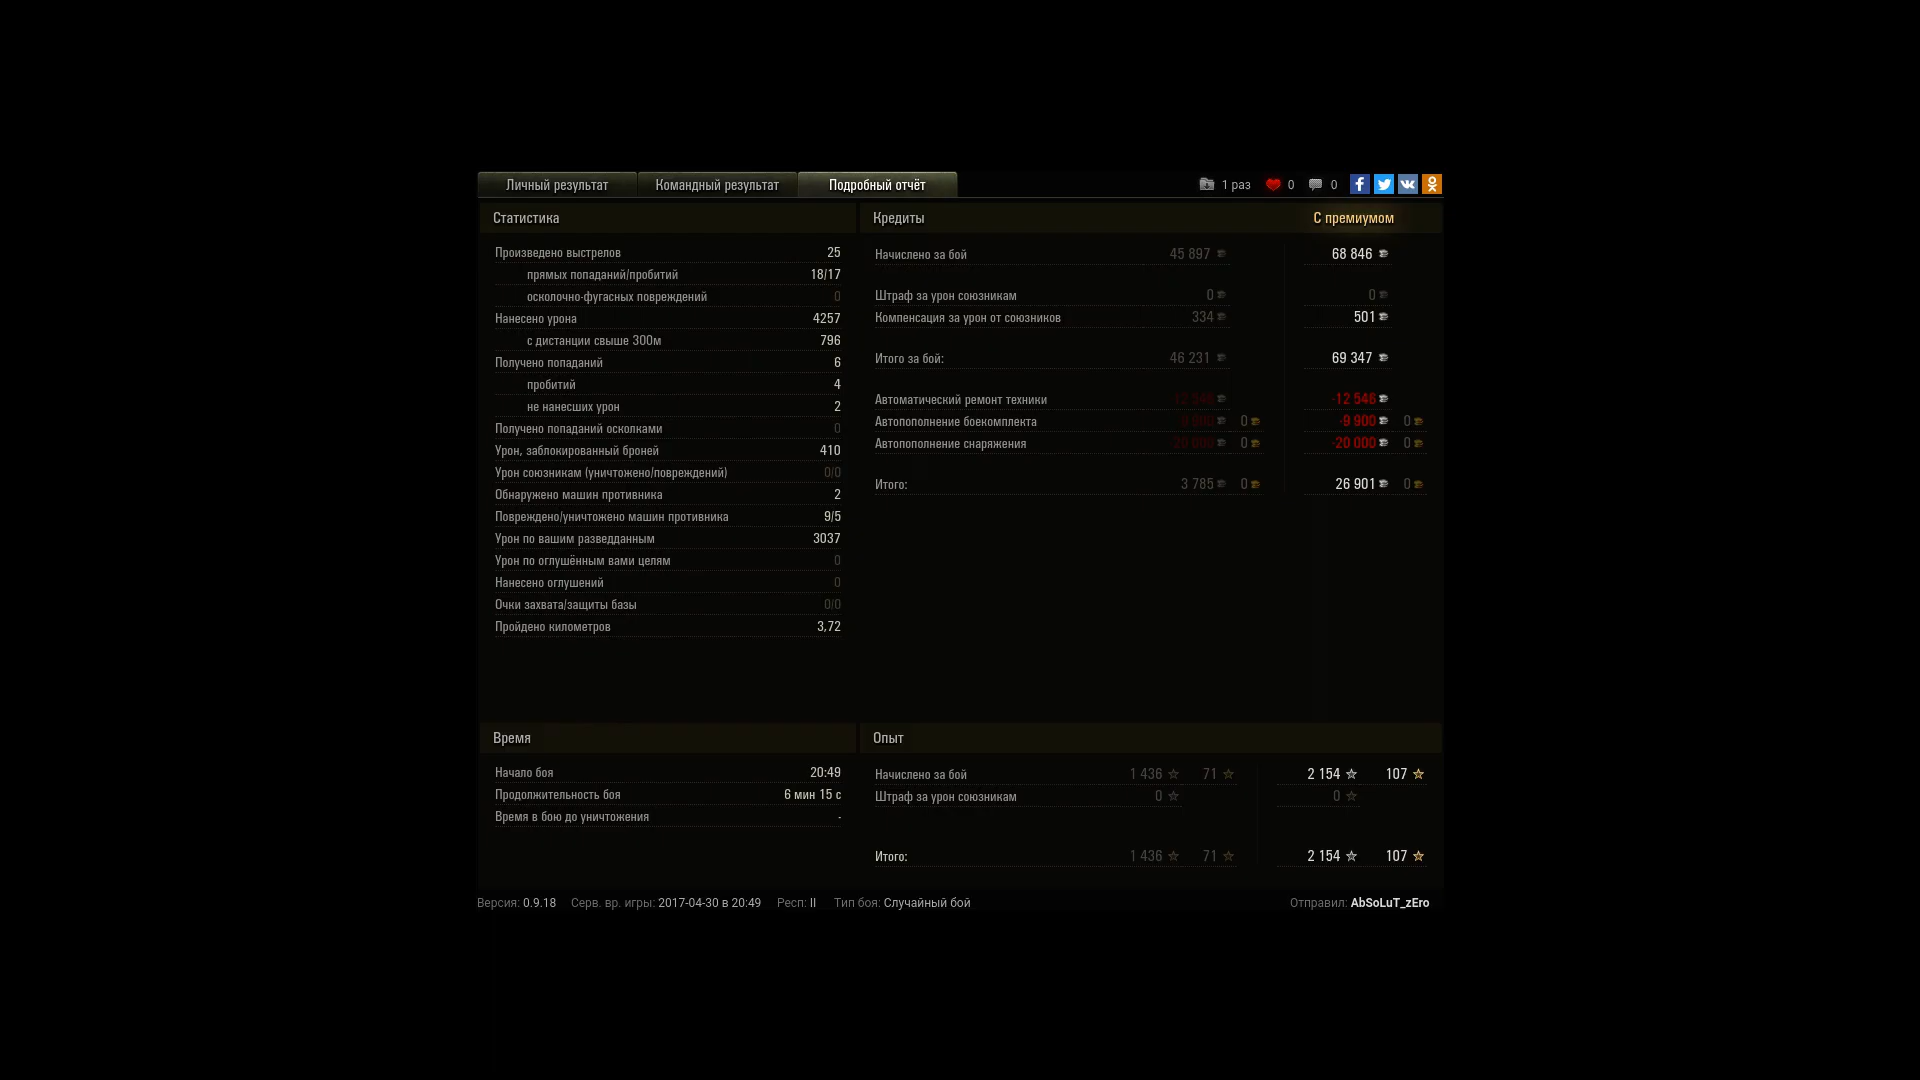 Личный результат Командный результат Подробный отчёт 1 раз 0 0
Статистика
Произведено выстрелов 25
прямых попаданий/пробитий 18/17
осколочно-фугасных повреждений 0
Нанесено урона 4257
с дистанции свыше 300м 796
Получено попаданий 6
пробитий 4
не нанесших урон 2
Получено попаданий осколками 0
Урон, заблокированный броней 410
Урон союзникам (уничтожено/повреждений) 0/0
Обнаружено машин противника 2
Повреждено/уничтожено машин противника 9/5
Урон по вашим разведданным 3037
Урон по оглушённым вами целям 0
Нанесено оглушений 0
Очки захвата/защиты базы 0/0
Пройдено километров 3,72
Кредиты С премиумом
Начислено за бой 45 897 68 846
Штраф за урон союзникам 0 0
Компенсация за урон от союзников 334 501
Итого за бой: 46 231 69 347
Автоматический ремонт техники -12 546 -12 546
Автопополнение боекомплекта -9 900 0 -9 900 0
Автопополнение снаряжения -20 000 0 -20 000 0
Итого: 3 785 0 26 901 0
Время
Начало боя 20:49
Продолжительность боя 6 мин 15 с
Время в бою до уничтожения -
Опыт
Начислено за бой 1 436 71 2 154 107
Штраф за урон союзникам 0 0
Итого: 1 436 71 2 154 107
Версия: 0.9.18 Серв. вр. игры: 2017-04-30 в 20:49 Респ: II Тип боя: Случайный бой Отправил: AbSoLuT_zEro